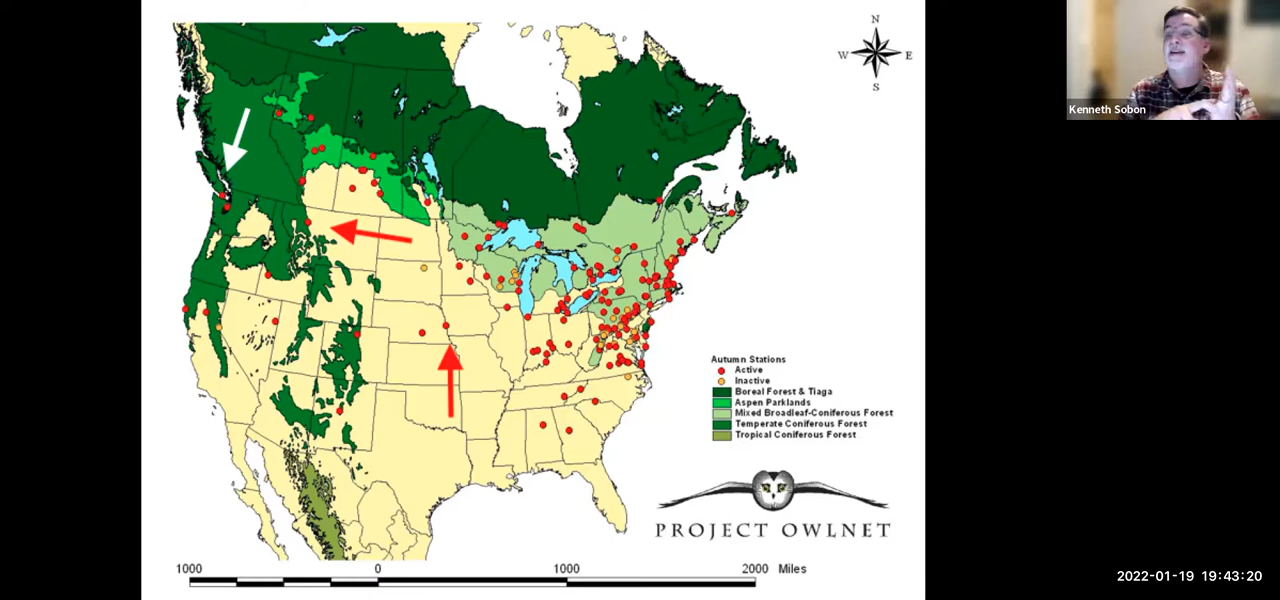 N
W E
S
Kenneth Sobon
Autumn Stations
Active
Inactive
Boreal Forest & Tiaga
Aspen Parklands
Mixed Broadleaf-Coniferous Forest
Temperate Coniferous Forest
Tropical Coniferous Forest
PROJECT OWLNET
1000 0 1000 2000 Miles
2022-01-19 19:43:20